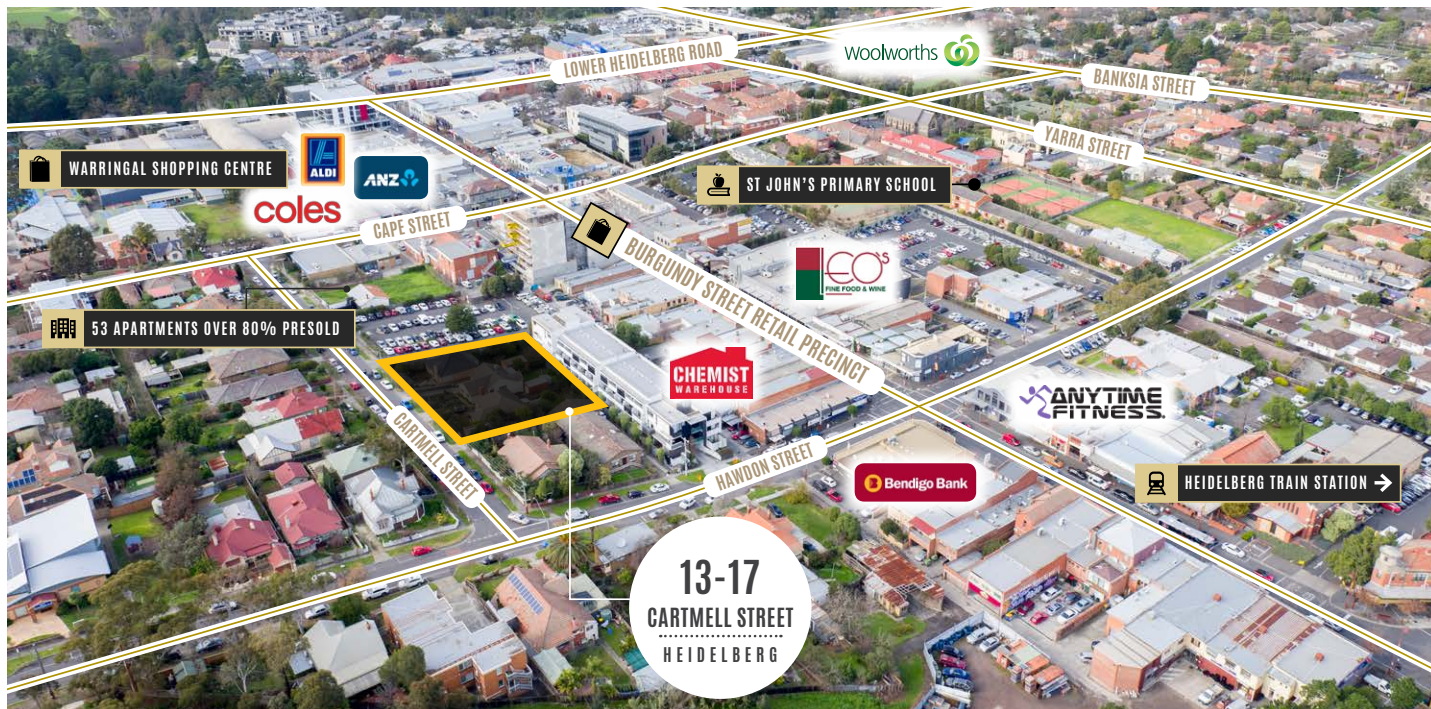 Woolworths
LOWER HEIDELBERG ROAD
BANKSIA STREET
YARRA STREET
WARRINGAL SHOPPING CENTRE
ALDI
ANZ
coles
ST JOHN'S PRIMARY SCHOOL
CAPE STREET
BURGUNDY STREET RETAIL PRECINCT
LEO's
FINE FOOD & WINE
53 APARTMENTS OVER 80% PRESOLD
CHEMIST
WAREHOUSE
ANYTIME
FITNESS.
CARTMELL STREET
HAWDON STREET
Bendigo Bank
HEIDELBERG TRAIN STATION →
13-17
CARTMELL STREET
HEIDELBERG